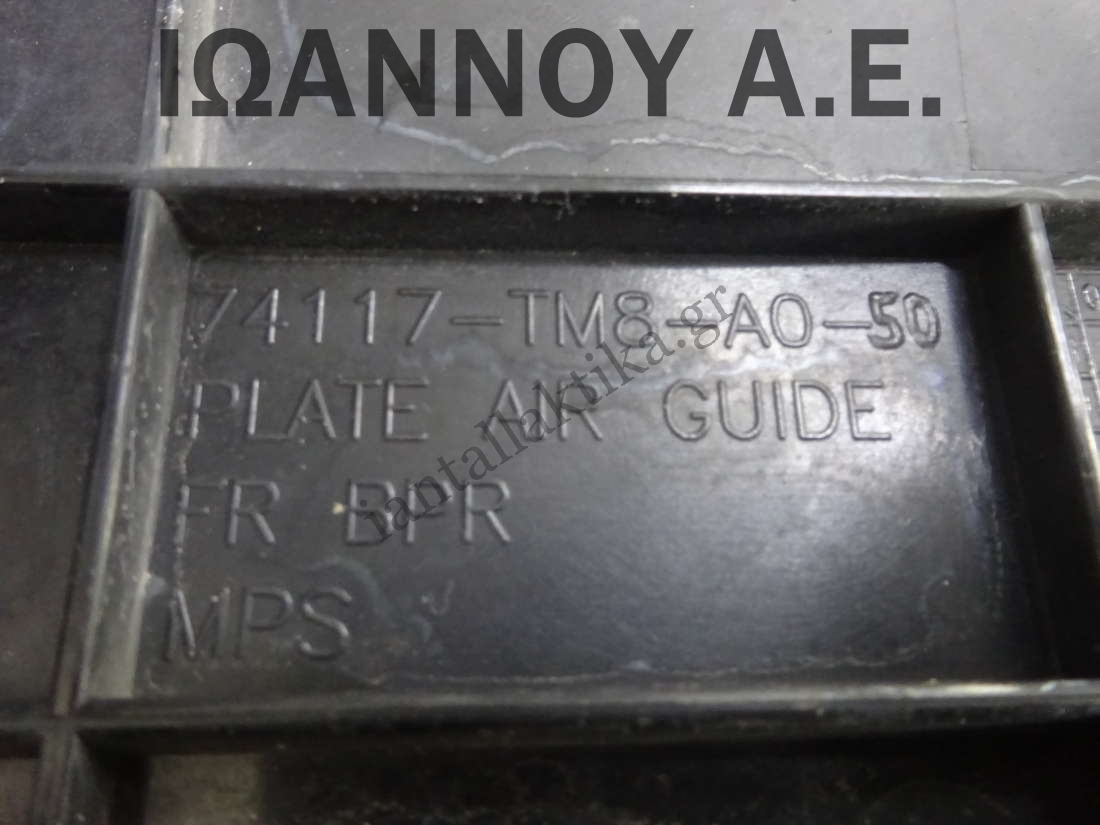 ΙΩΑΝΝΟΥ Α.Ε.
74117-TM8-A0-50
PLATE AIR GUIDE
FR BPR
MPS
iantallaktika.gr